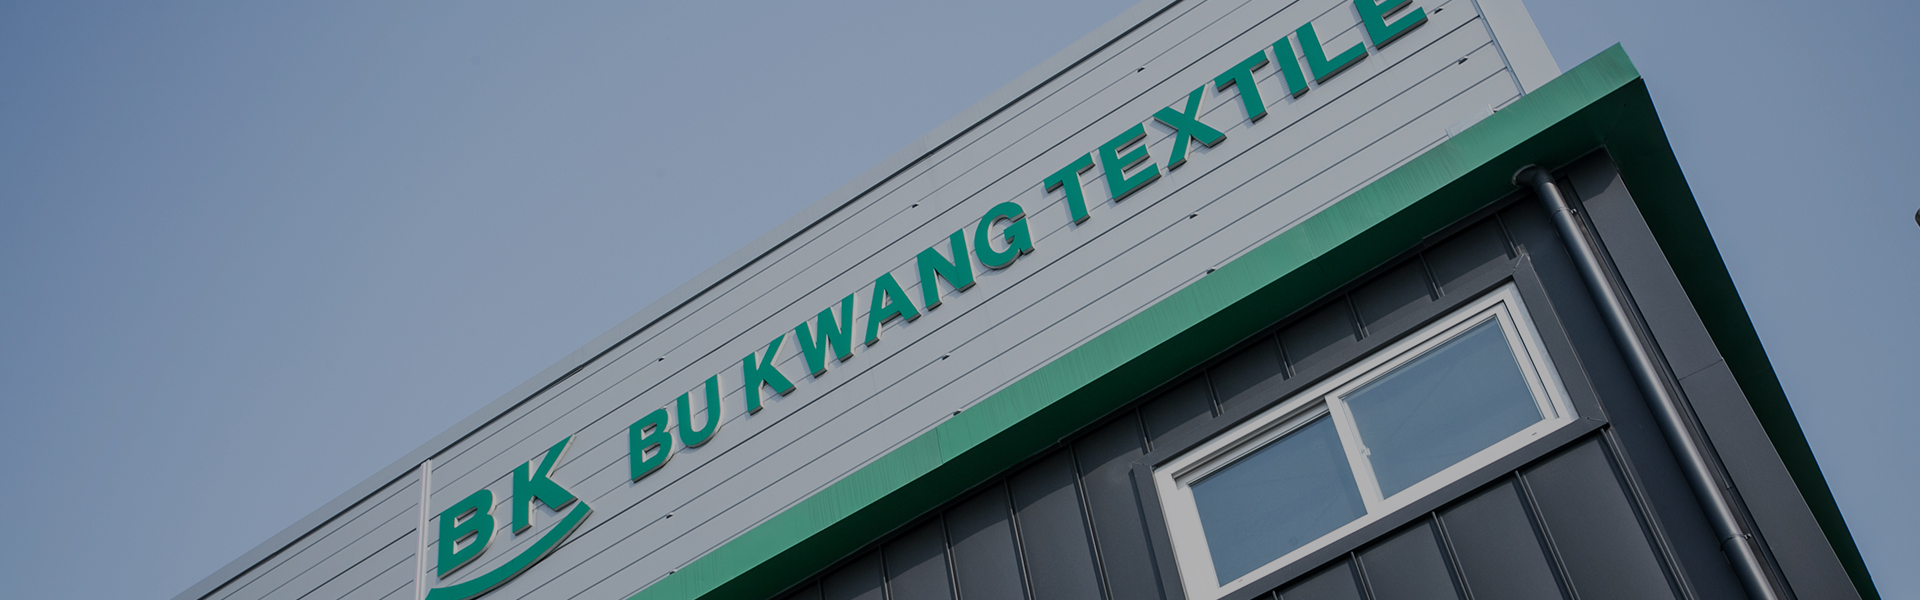 BK BU KWANG TEXTILE